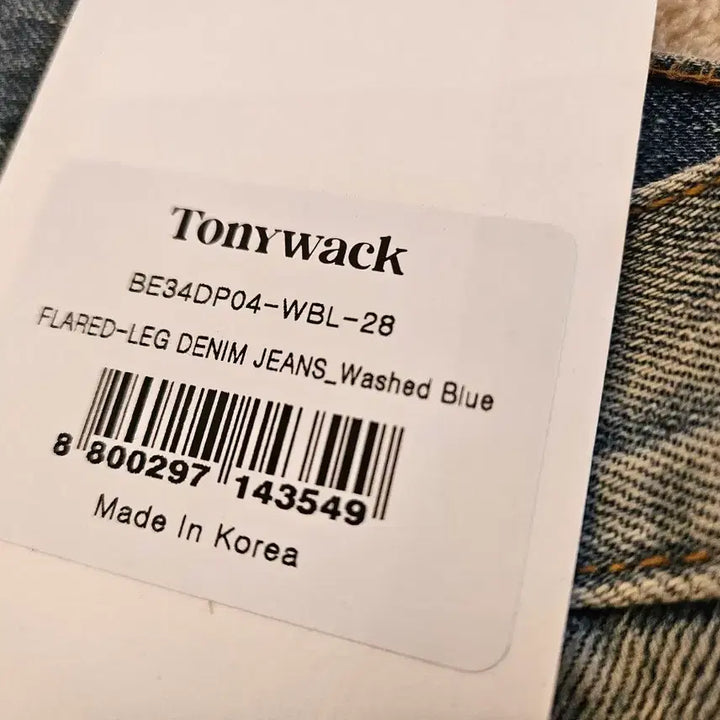 Tonywack
BE34DP04-WBL-28
FLARED-LEG DENIM JEANS_Washed Blue
8 800297 143549
Made In Korea